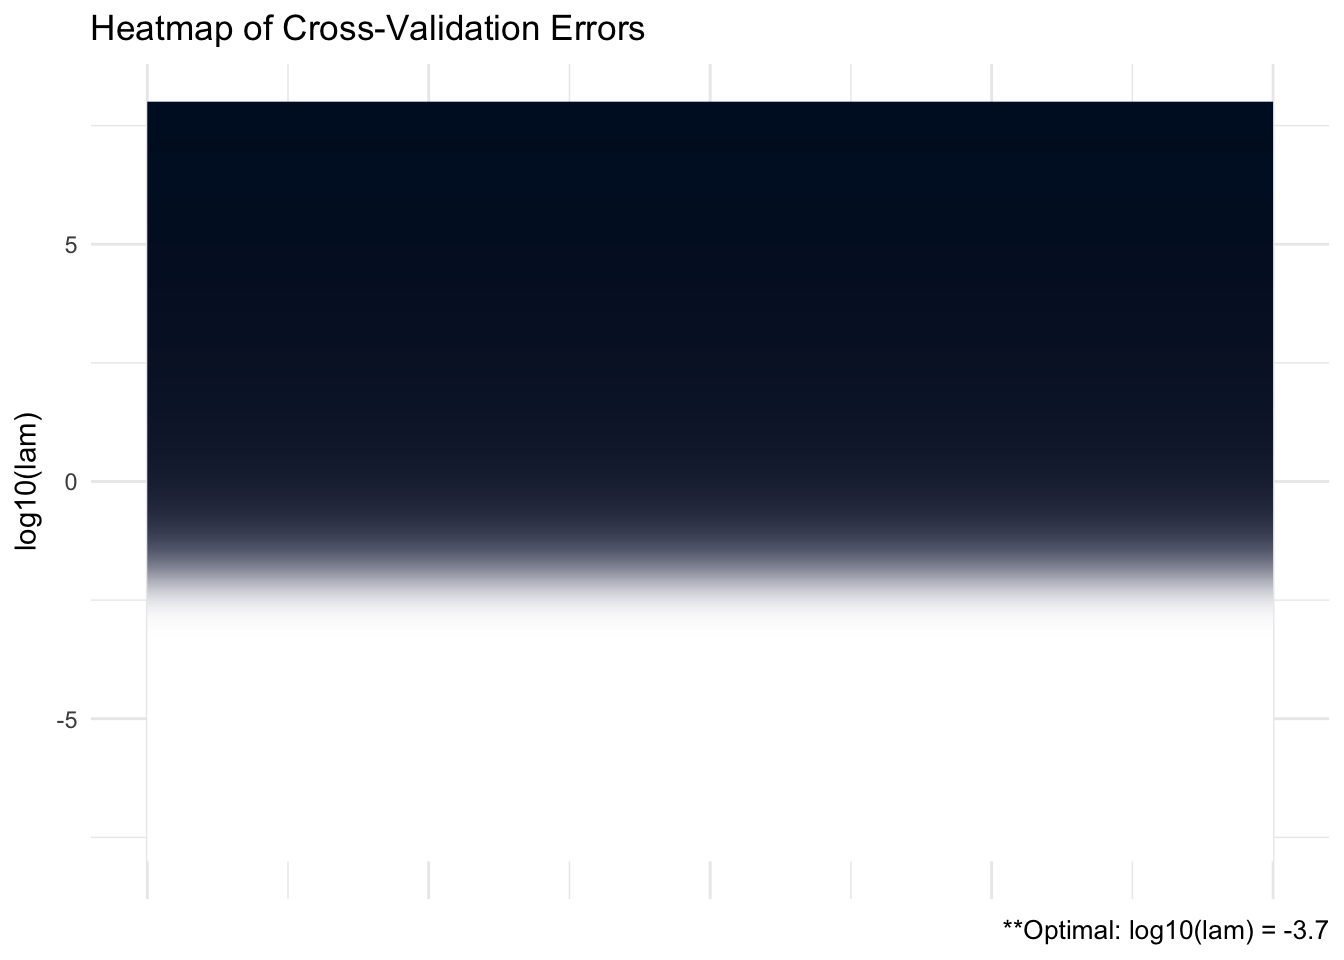 Heatmap of Cross-Validation Errors
5
0
-5
log10(lam)
**Optimal: log10(lam) = -3.7